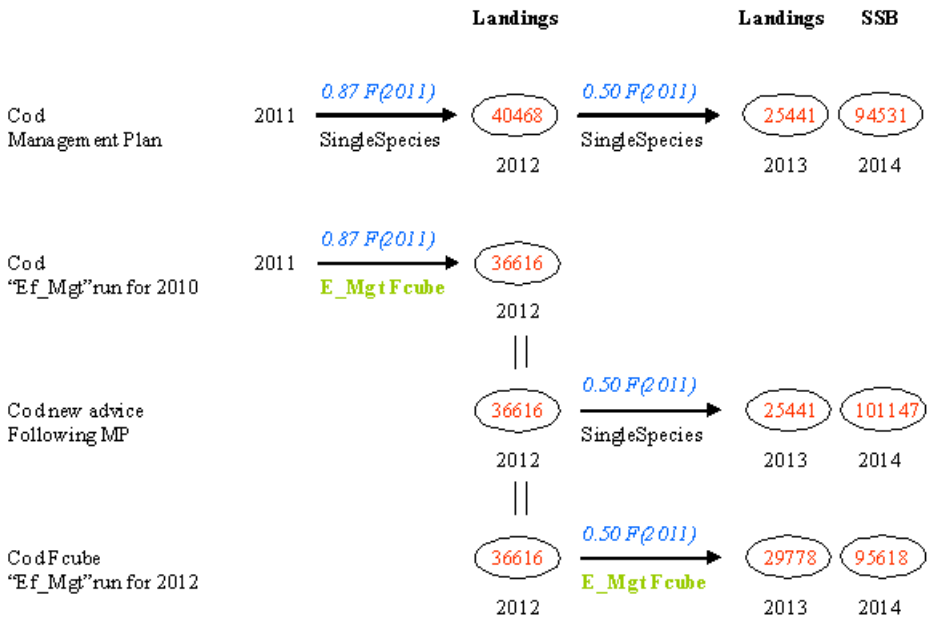 Landings Landings SSB
0.87 F(2011) 0.50 F(2011)
Cod 2011 40468 25441 94531
Management Plan SingleSpecies SingleSpecies
2012 2013 2014
0.87 F(2011)
Cod 2011 36616
"Ef_Mgt"run for 2010 E_Mgt Fcube
2012
0.50 F(2011)
Cod new advice 36616 25441 101147
Following MP SingleSpecies
2012 2013 2014
0.50 F(2011)
Cod Fcube 36616 29778 95618
"Ef_Mgt"run for 2012 E_Mgt Fcube
2012 2013 2014